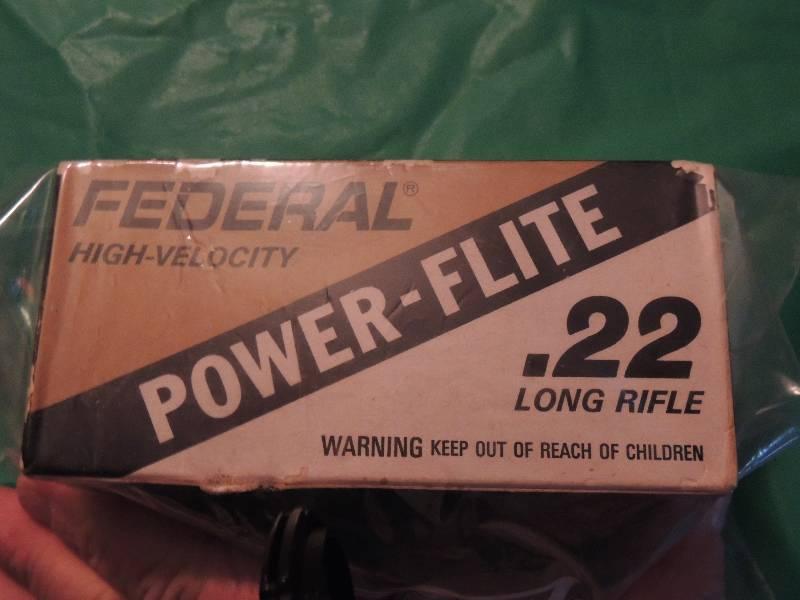 FEDERAL®
HIGH-VELOCITY
POWER-FLITE
.22
LONG RIFLE
WARNING KEEP OUT OF REACH OF CHILDREN